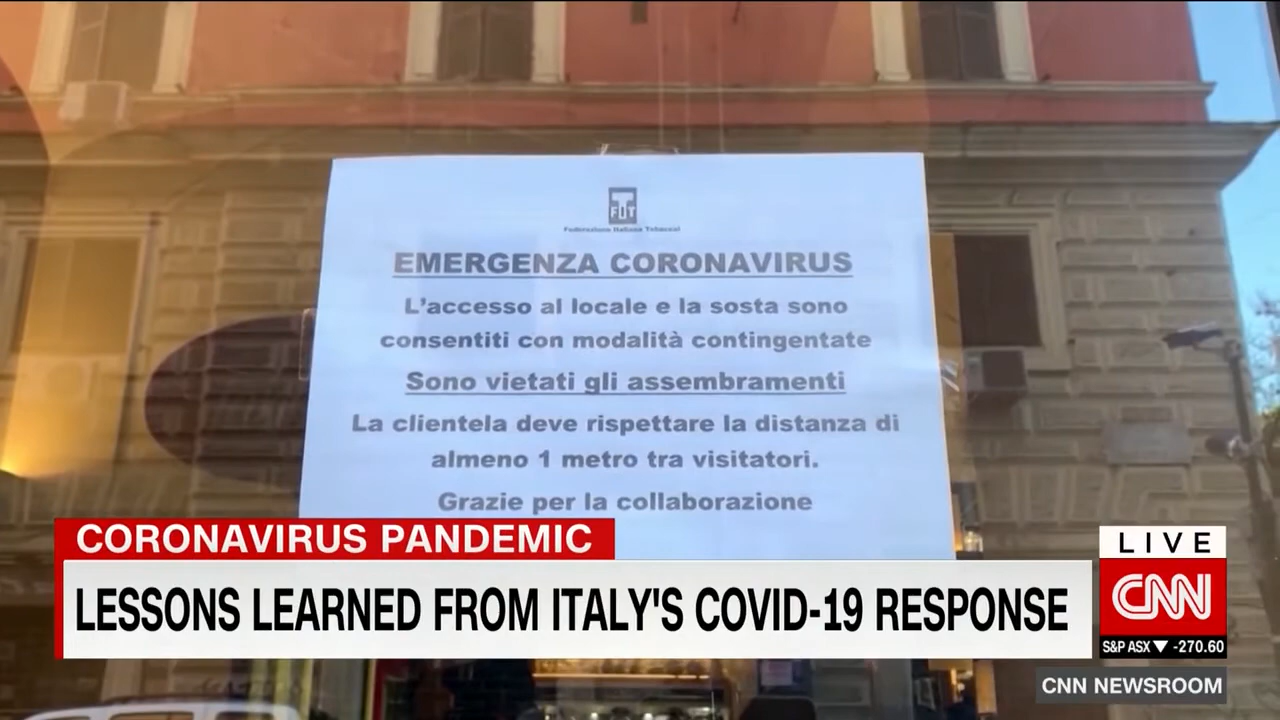 FIT
Federazione Italiana Tabaccai
EMERGENZA CORONAVIRUS
L'accesso al locale e la sosta sono
consentiti con modalità contingentate
Sono vietati gli assembramenti
La clientela deve rispettare la distanza di
almeno 1 metro tra visitatori.
Grazie per la collaborazione
CORONAVIRUS PANDEMIC
LESSONS LEARNED FROM ITALY'S COVID-19 RESPONSE
LIVE
CNN
S&P ASX ▼ -270.60
CNN NEWSROOM